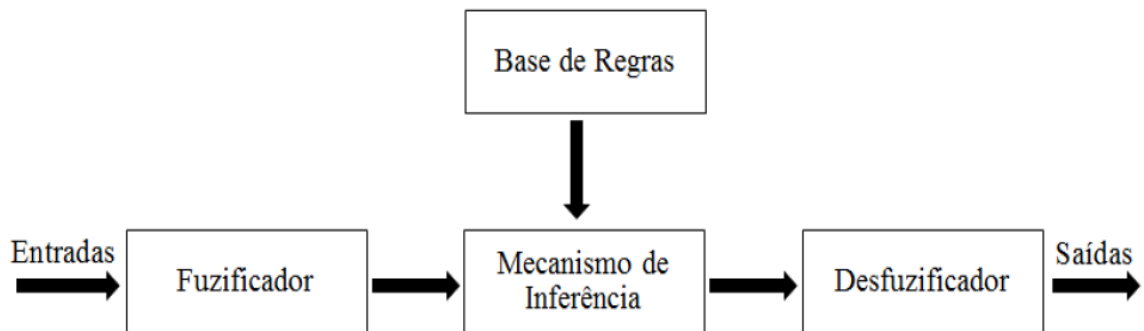 Base de Regras
Entradas
Fuzificador
Mecanismo de
Inferência
Desfuzificador
Saídas